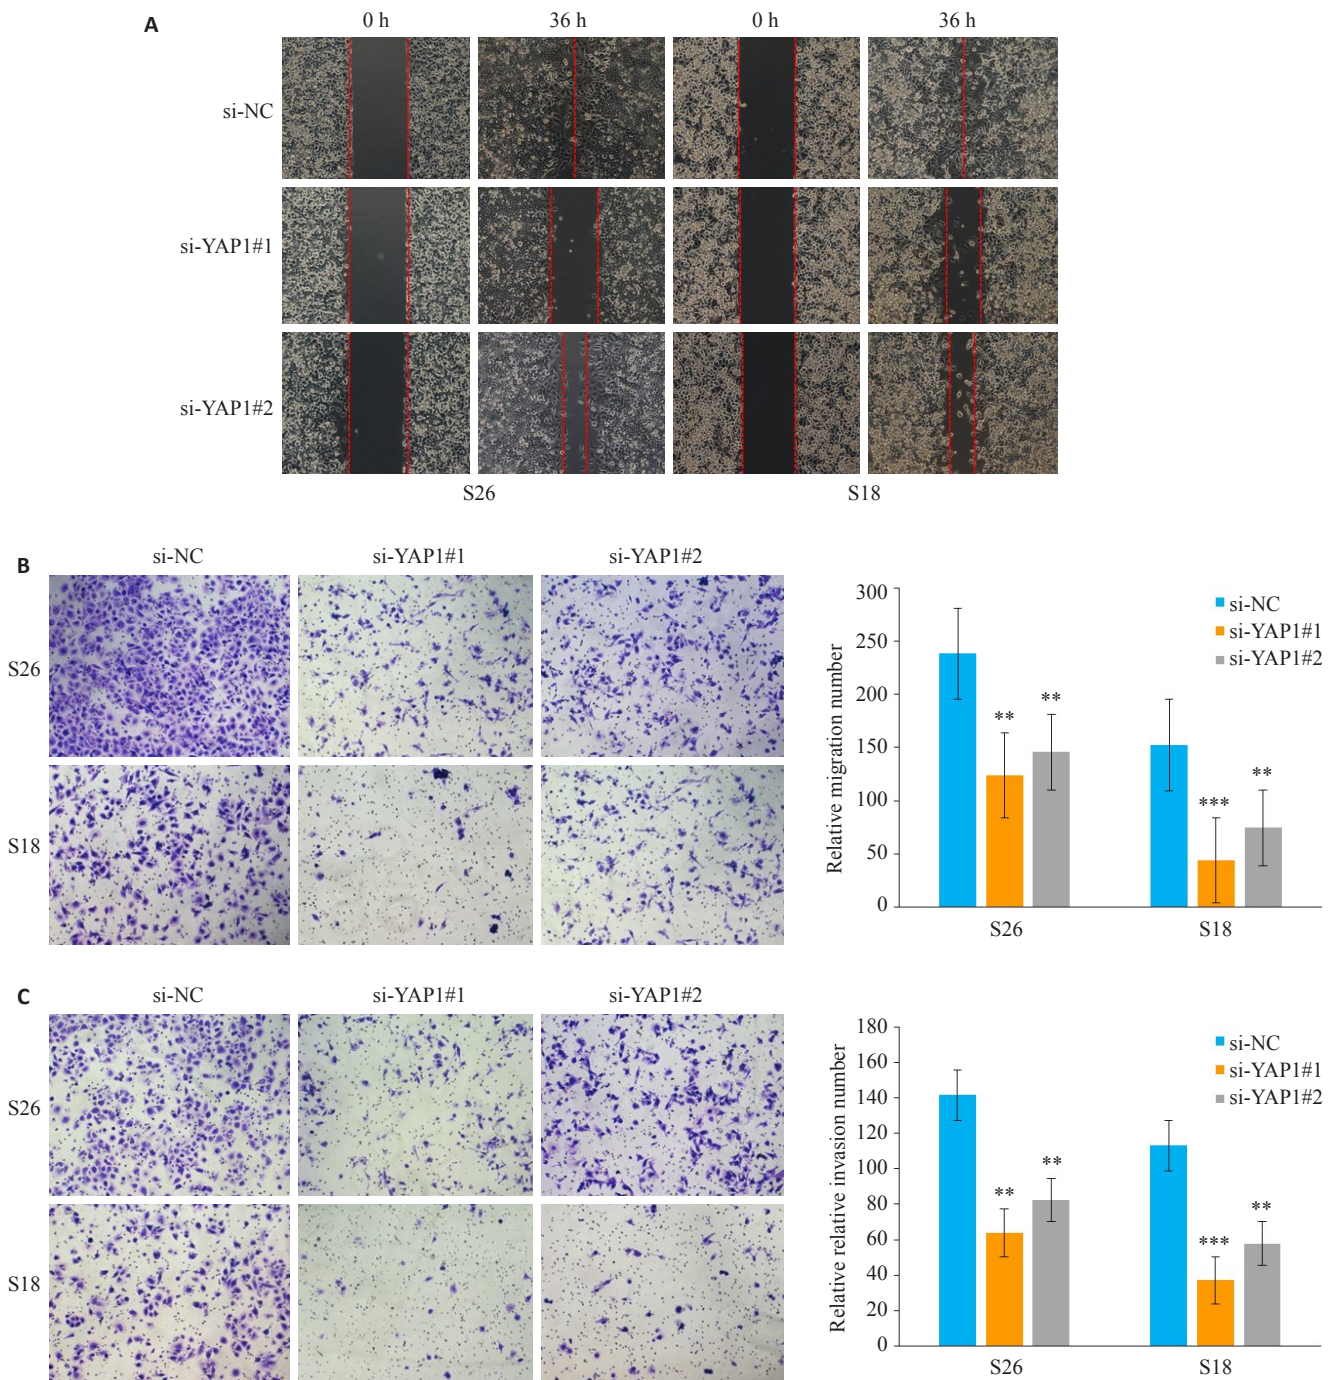 A
0 h 36 h 0 h 36 h
si-NC
si-YAP1#1
si-YAP1#2
S26 S18
B
si-NC si-YAP1#1 si-YAP1#2
S26
S18
Relative migration number
300
250
200
150
100
50
0
si-NC
si-YAP1#1
si-YAP1#2
** **
*** **
S26 S18
C
si-NC si-YAP1#1 si-YAP1#2
S26
S18
Relative relative invasion number
180
160
140
120
100
80
60
40
20
0
si-NC
si-YAP1#1
si-YAP1#2
** **
*** **
S26 S18